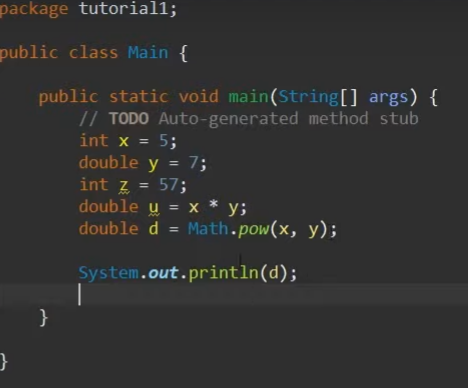 package tutorial1;
public class Main {
public static void main(String[] args) {
// TODO Auto-generated method stub
int x = 5;
double y = 7;
int z = 57;
double u = x * y;
double d = Math.pow(x, y);
System.out.println(d);
}
}